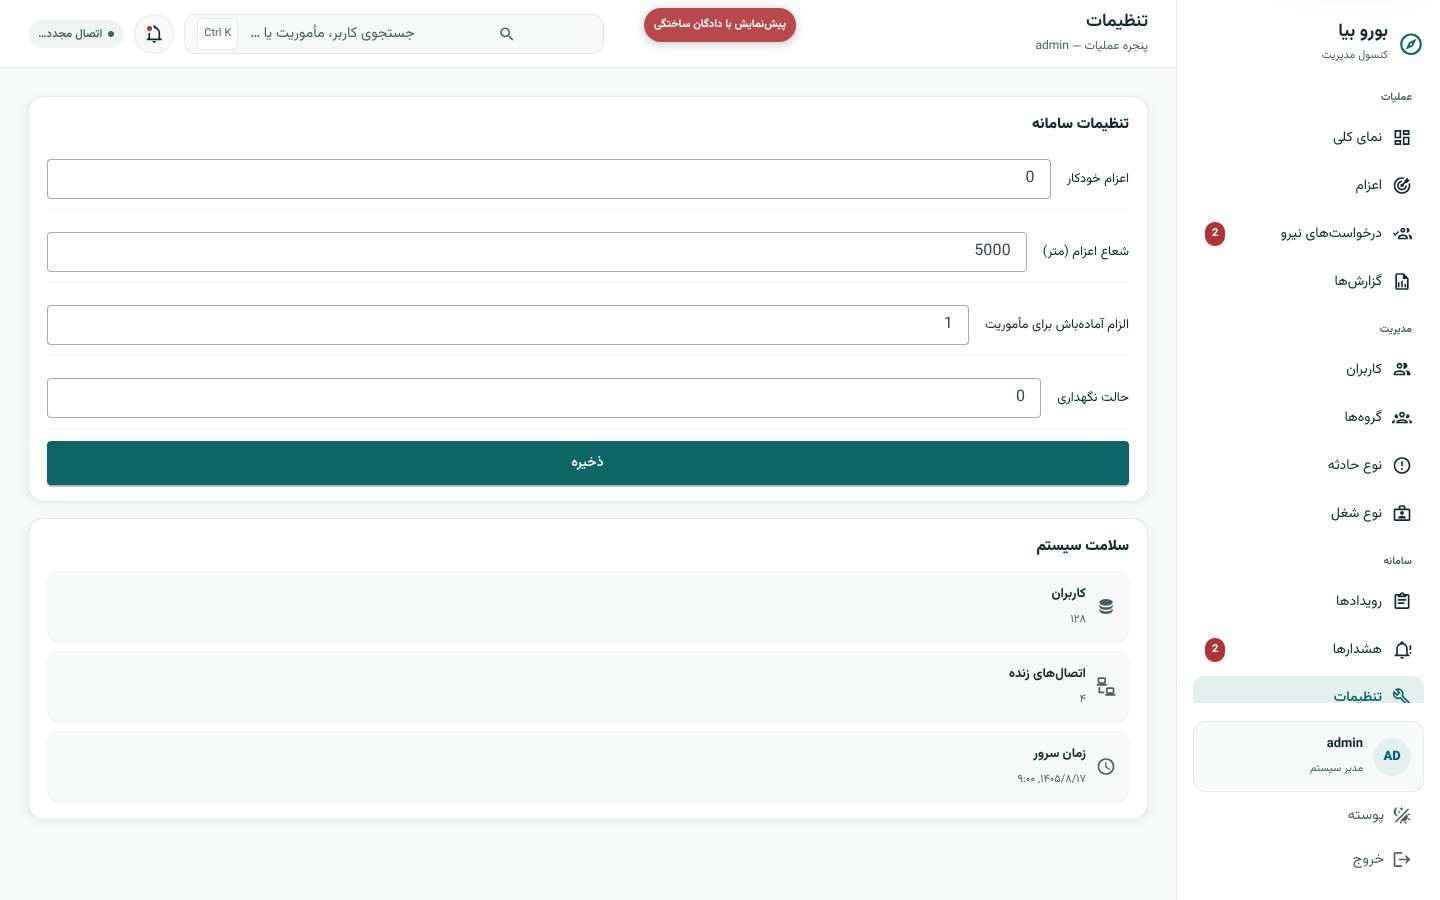 بورو بیا
کنسول مدیریت
عملیات
نمای کلی
اعزام
درخواست‌های نیرو
2
گزارش‌ها
مدیریت
کاربران
گروه‌ها
نوع حادثه
نوع شغل
سامانه
رویدادها
هشدارها
2
تنظیمات
AD
admin
مدیر سیستم
پوسته
خروج
تنظیمات
پنجره عملیات — admin
پیش‌نمایش با دادگان ساختگی
جستجوی کاربر، مأموریت یا ...
Ctrl K
اتصال مجدد...
تنظیمات سامانه
اعزام خودکار
0
شعاع اعزام (متر)
5000
الزام آماده‌باش برای مأموریت
1
حالت نگهداری
0
ذخیره
سلامت سیستم
کاربران
۱۲۸
اتصال‌های زنده
۴
زمان سرور
۱۴۰۵/۸/۱۷, ۹:۰۰